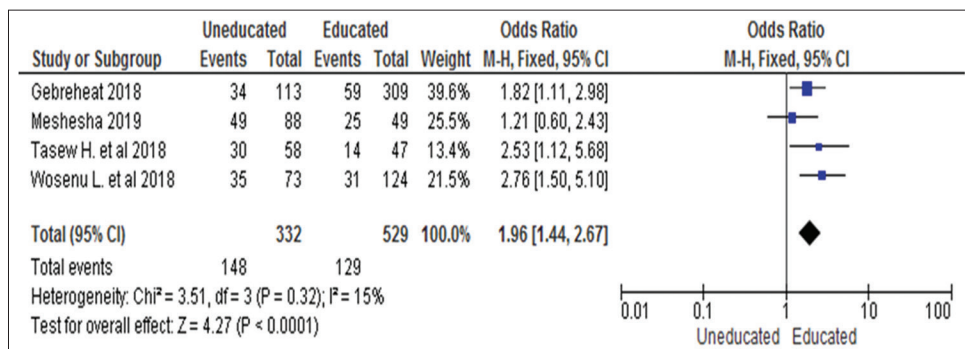 Uneducated Educated Odds Ratio Odds Ratio
Study or Subgroup Events Total Events Total Weight M-H, Fixed, 95% CI M-H, Fixed, 95% CI
Gebreheat 2018 34 113 59 309 39.6% 1.82 [1.11, 2.98]
Meshesha 2019 49 88 25 49 25.5% 1.21 [0.60, 2.43]
Tasew H. et al 2018 30 58 14 47 13.4% 2.53 [1.12, 5.68]
Wosenu L. et al 2018 35 73 31 124 21.5% 2.76 [1.50, 5.10]
Total (95% CI) 332 529 100.0% 1.96 [1.44, 2.67]
Total events 148 129
Heterogeneity: Chi² = 3.51, df = 3 (P = 0.32); I² = 15%
Test for overall effect: Z = 4.27 (P < 0.0001)
0.01 0.1 1 10 100
Uneducated Educated